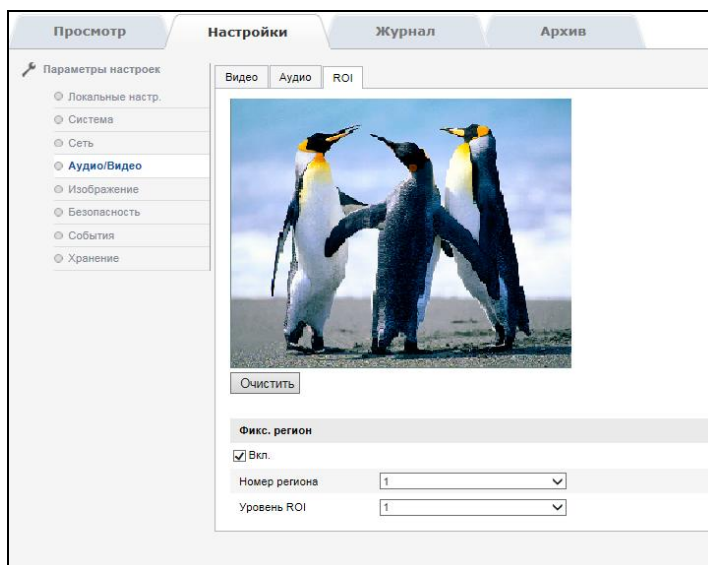 Просмотр Настройки Журнал Архив
Параметры настроек
Локальные настр.
Система
Сеть
Аудио/Видео
Изображение
Безопасность
События
Хранение
Видео Аудио ROI
Очистить
Фикс. регион
Вкл.
Номер региона 1
Уровень ROI 1